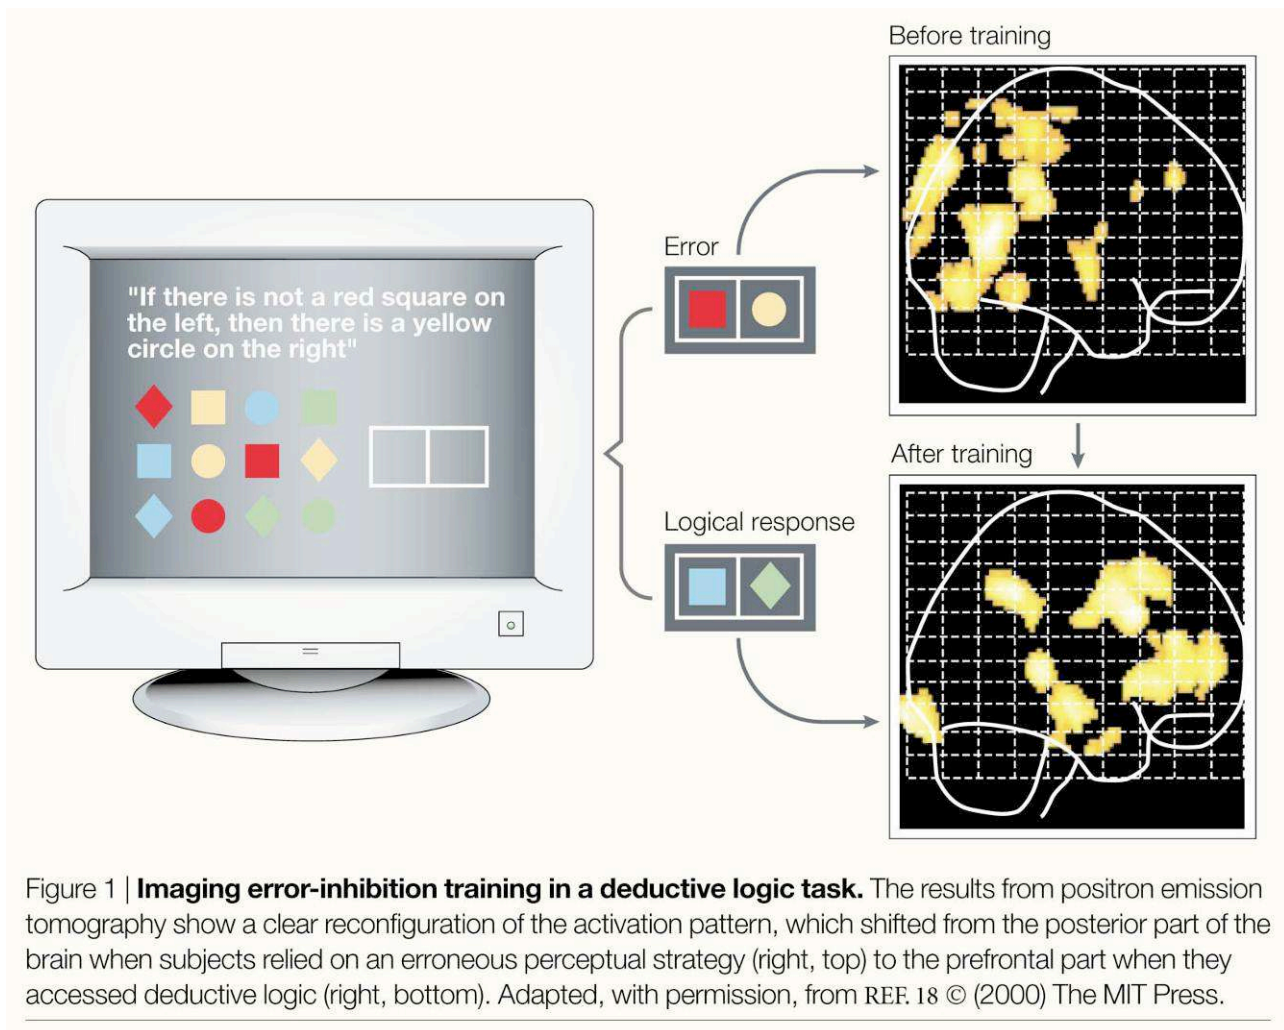 Before training
Error
"If there is not a red square on
the left, then there is a yellow
circle on the right"
After training
Logical response
Figure 1 | Imaging error-inhibition training in a deductive logic task. The results from positron emission
tomography show a clear reconfiguration of the activation pattern, which shifted from the posterior part of the
brain when subjects relied on an erroneous perceptual strategy (right, top) to the prefrontal part when they
accessed deductive logic (right, bottom). Adapted, with permission, from REF. 18 © (2000) The MIT Press.